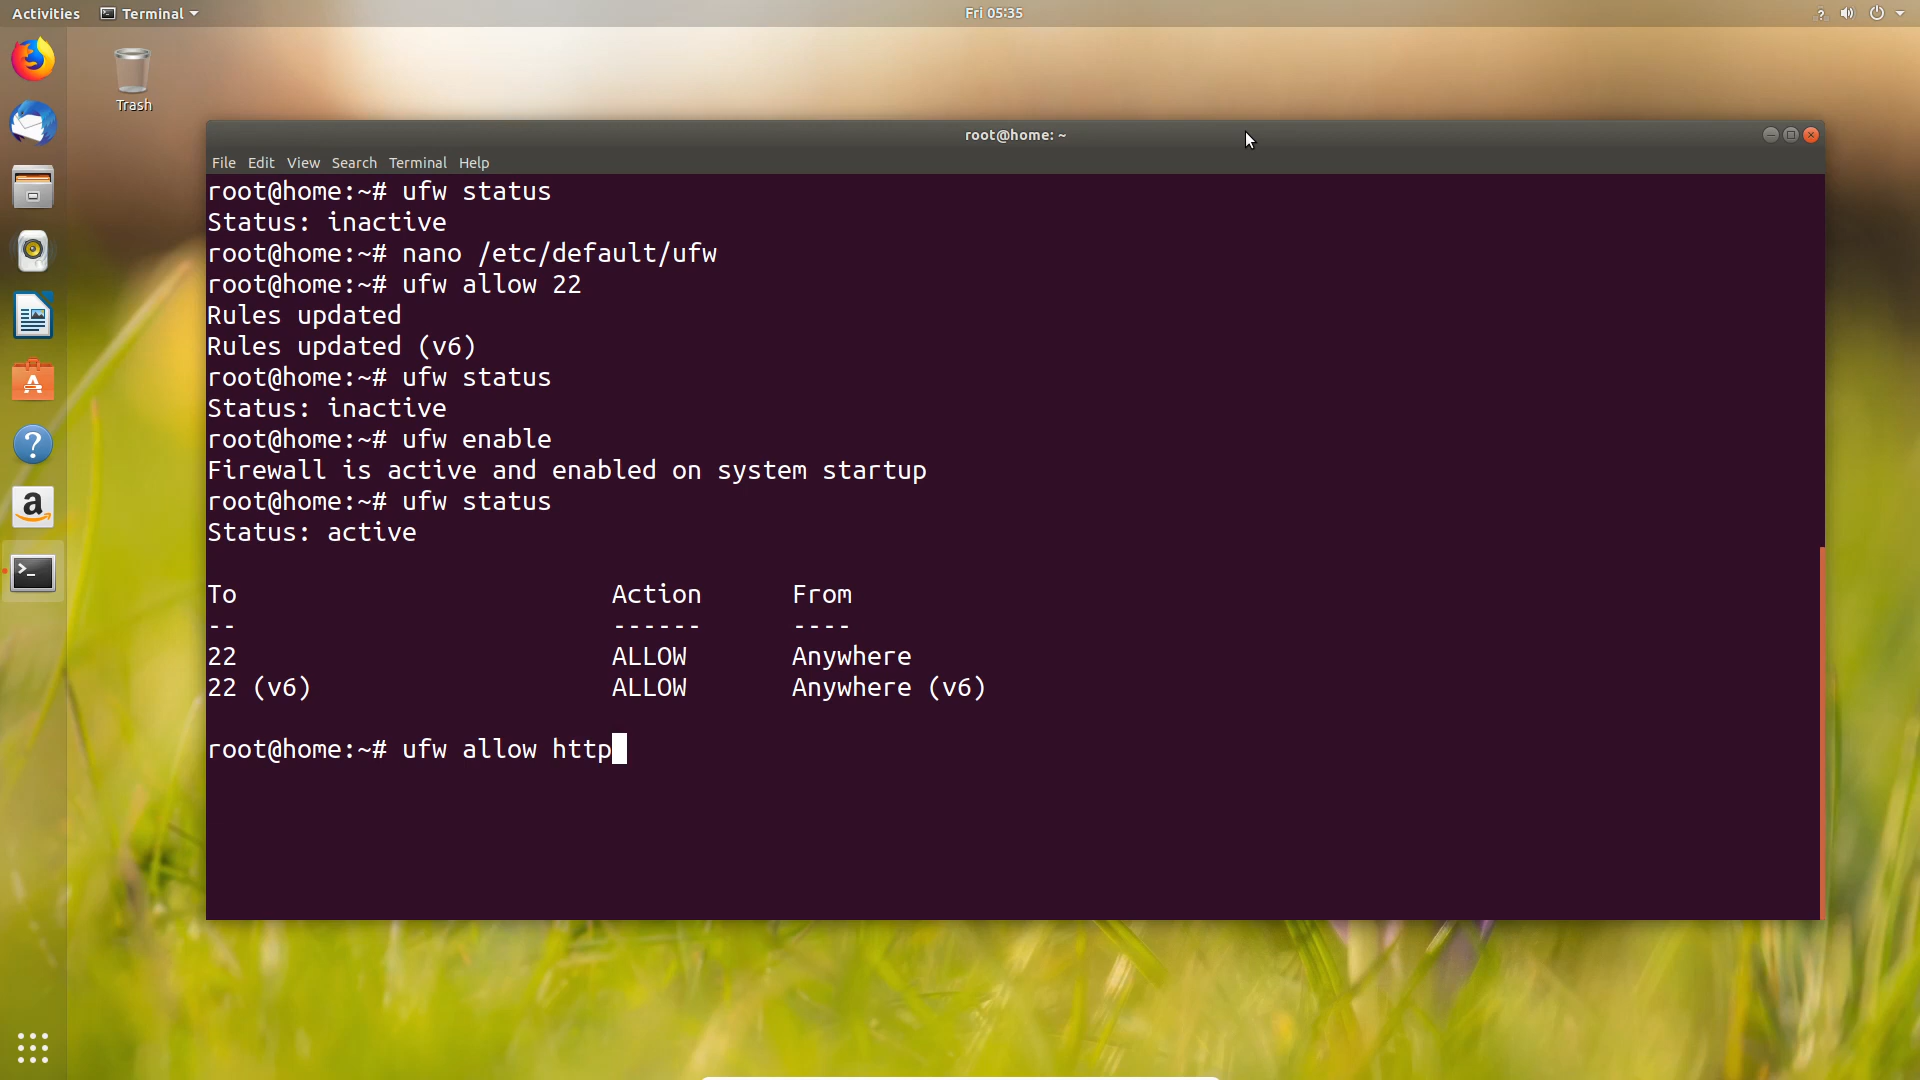 Activities Terminal Fri 05:35
Trash
root@home: ~
File Edit View Search Terminal Help
root@home:~# ufw status
Status: inactive
root@home:~# nano /etc/default/ufw
root@home:~# ufw allow 22
Rules updated
Rules updated (v6)
root@home:~# ufw status
Status: inactive
root@home:~# ufw enable
Firewall is active and enabled on system startup
root@home:~# ufw status
Status: active
To Action From
-- ------ ----
22 ALLOW Anywhere
22 (v6) ALLOW Anywhere (v6)
root@home:~# ufw allow http